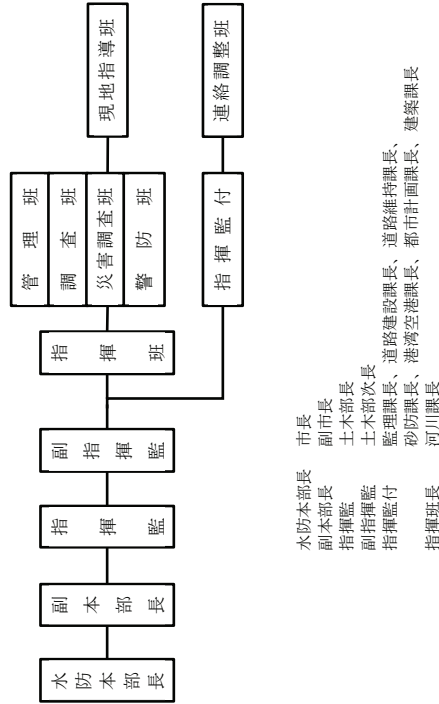 水防本部長
副本部長
指揮監
副指揮監
指揮班
管理班
調査班
災害調査班
警防班
現地指導班
指揮監付
連絡調整班
水防本部長 市長
副本部長 副市長
指揮監 土木部長
副指揮監 土木部次長
指揮監付 監理課長、道路建設課長、道路維持課長、
砂防課長、港湾空港課長、都市計画課長、建築課長
指揮班長 河川課長